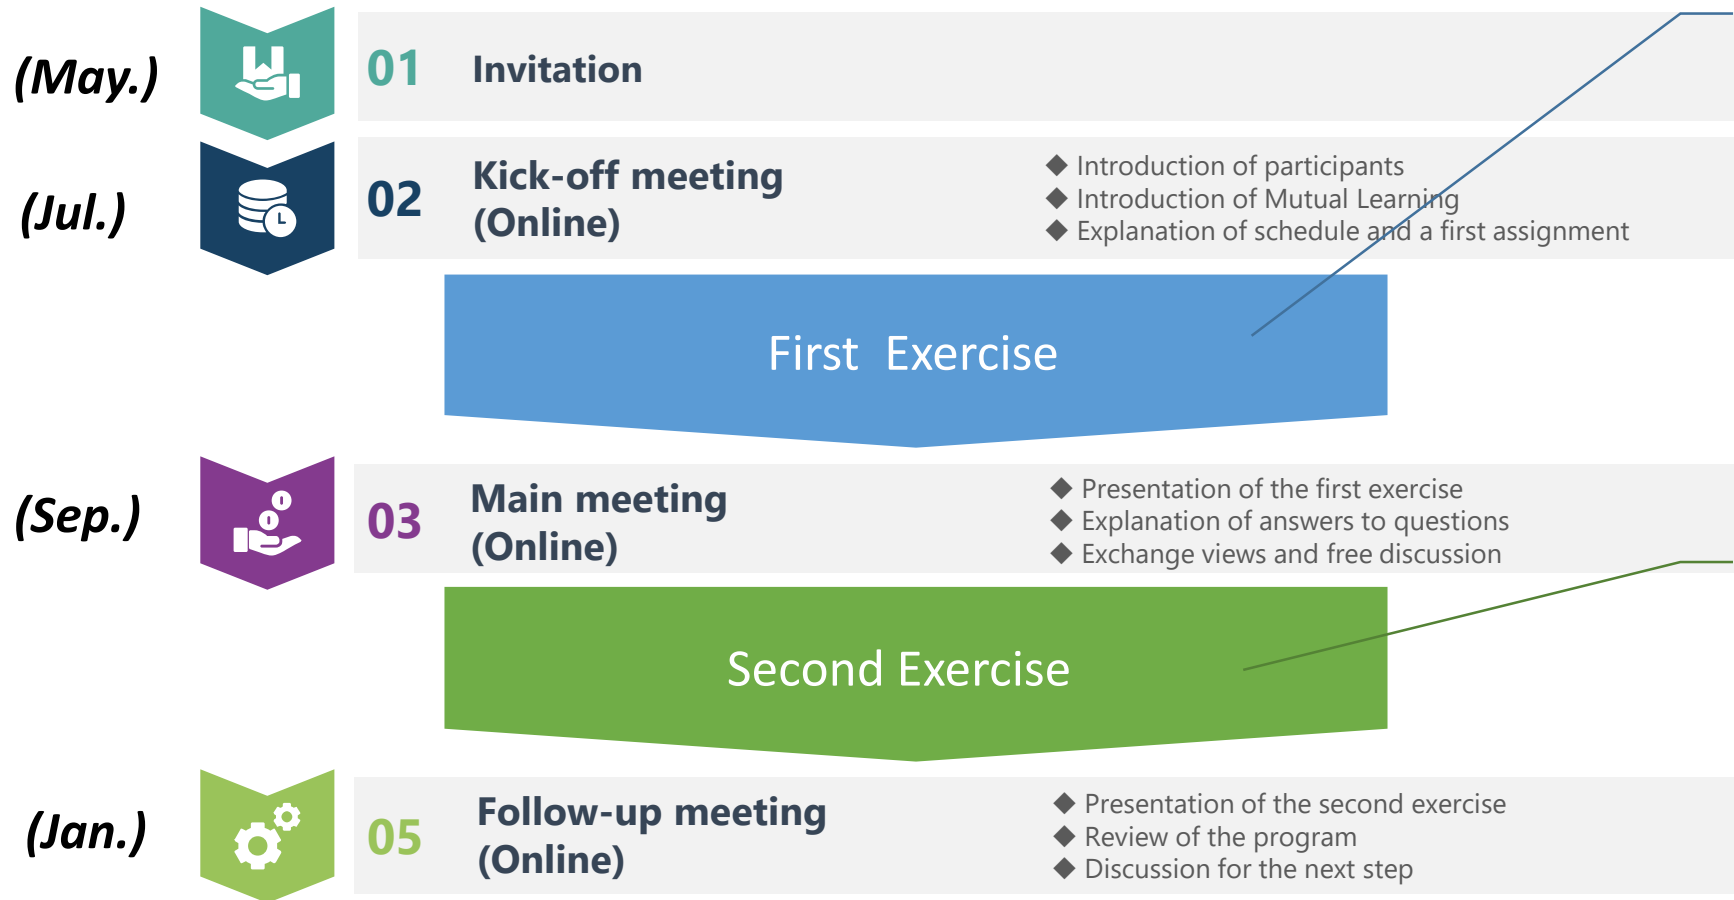 (May.)
01
Invitation
(Jul.)
02
Kick-off meeting
(Online)
◆ Introduction of participants
◆ Introduction of Mutual Learning
◆ Explanation of schedule and a first assignment
First Exercise
(Sep.)
03
Main meeting
(Online)
◆ Presentation of the first exercise
◆ Explanation of answers to questions
◆ Exchange views and free discussion
Second Exercise
(Jan.)
05
Follow-up meeting
(Online)
◆ Presentation of the second exercise
◆ Review of the program
◆ Discussion for the next step